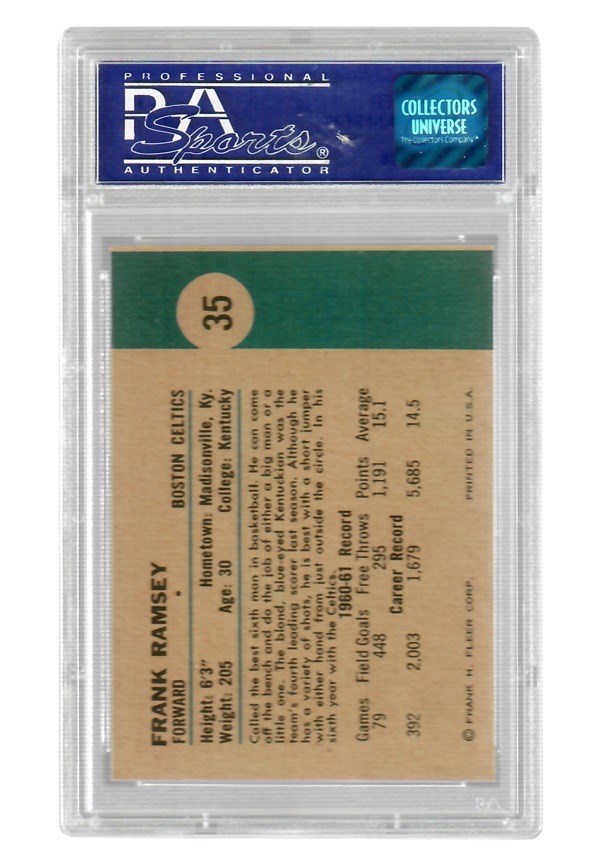 PROFESSIONAL
PSA
Sports®
AUTHENTICATOR
COLLECTORS
UNIVERSE
The Collectors Company™
35
FRANK RAMSEY
FORWARD BOSTON CELTICS
Height: 6'3" Hometown: Madisonville, Ky.
Weight: 205 Age: 30 College: Kentucky
Called the best sixth man in basketball. He can come
off the bench and do the job of either a big man or a
little one. The blond, blue-eyed Kentuckian was the
team's fourth leading scorer last season. Although he
has a variety of shots, he is best with a short jumper
with either hand from just outside the circle. In his
sixth year with the Celtics.
1960-61 Record
Games Field Goals Free Throws Points Average
79 448 295 1,191 15.1
Career Record
392 2,003 1,679 5,685 14.5
© FRANK H. FLEER CORP. PRINTED IN U.S.A.